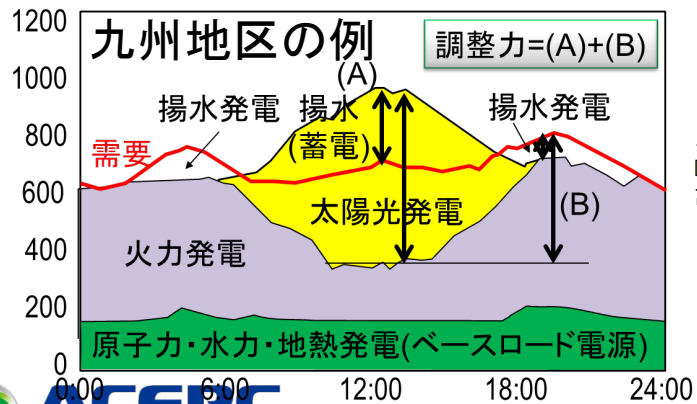 九州地区の例
調整力=(A)+(B)
1200
1000
800
600
400
200
0
(A)
揚水発電
揚水
(蓄電)
揚水発電
需要
太陽光発電
(B)
火力発電
原子力・水力・地熱発電(ベースロード電源)
0:00
6:00
12:00
18:00
24:00